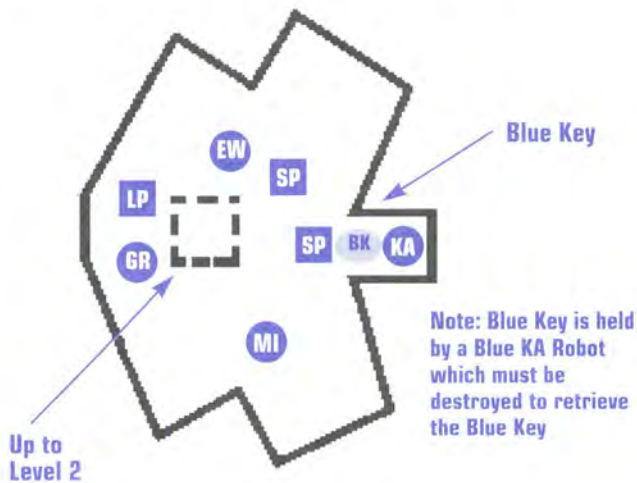 Blue Key
EW
SP
LP
SP
BK
KA
GR
MI
Note: Blue Key is held
by a Blue KA Robot
which must be
destroyed to retrieve
the Blue Key
Up to
Level 2